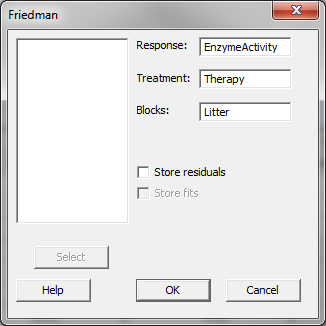 Friedman
Response: EnzymeActivity
Treatment: Therapy
Blocks: Litter
Store residuals
Store fits
Select
Help OK Cancel